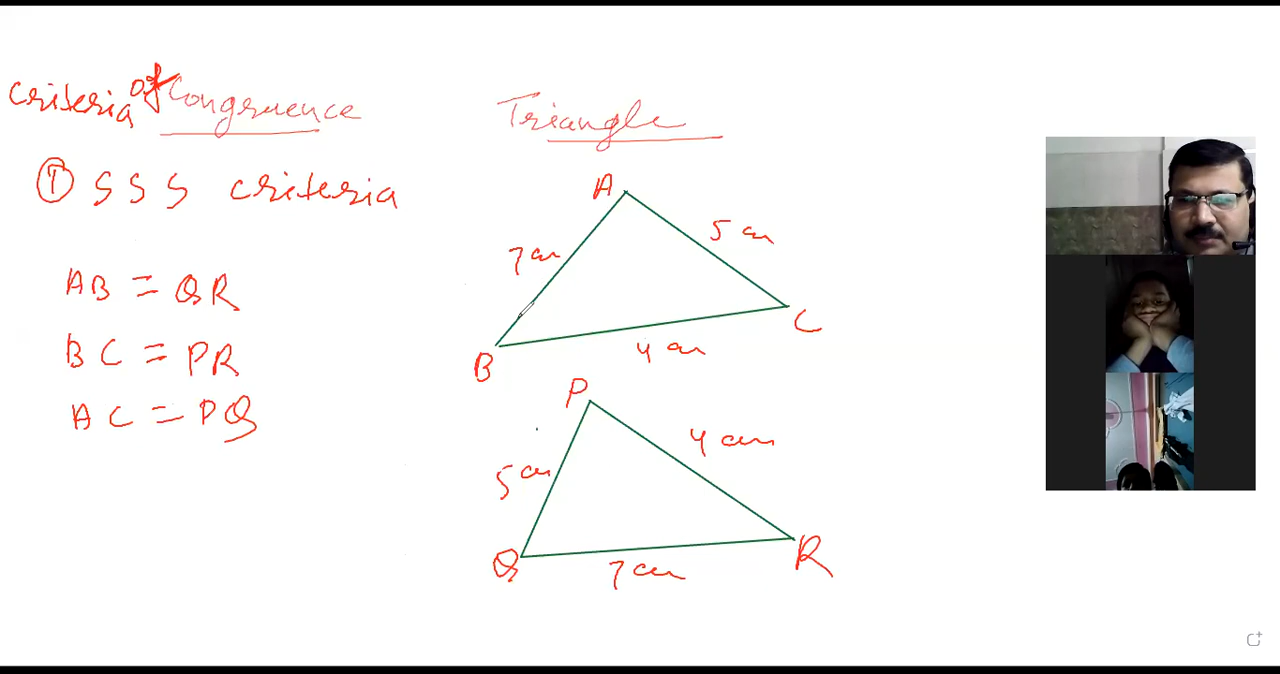 Criteria of Congruence
Triangle
① SSS criteria
AB = QR
BC = PR
AC = PQ
A
7 cm
5 cm
B
4 cm
C
P
5 cm
4 cm
Q
7 cm
R